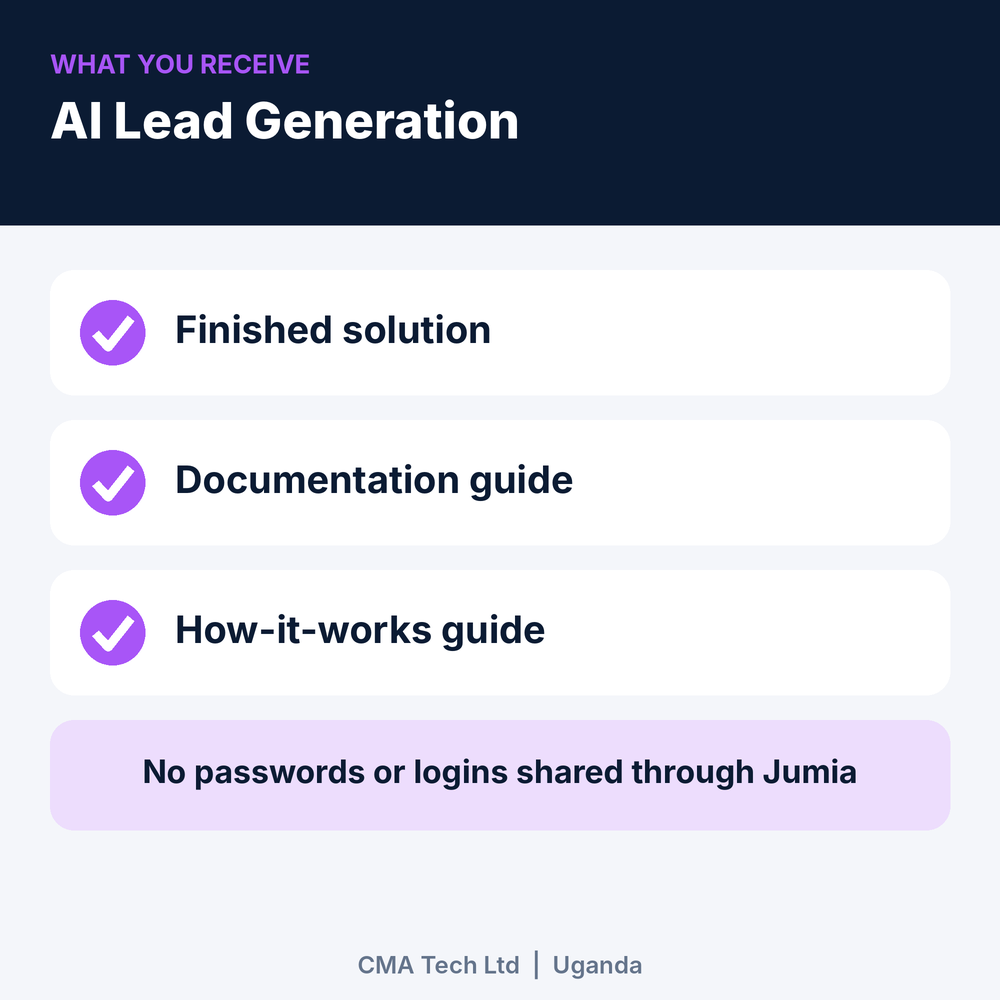 WHAT YOU RECEIVE
AI Lead Generation
Finished solution
Documentation guide
How-it-works guide
No passwords or logins shared through Jumia
CMA Tech Ltd | Uganda